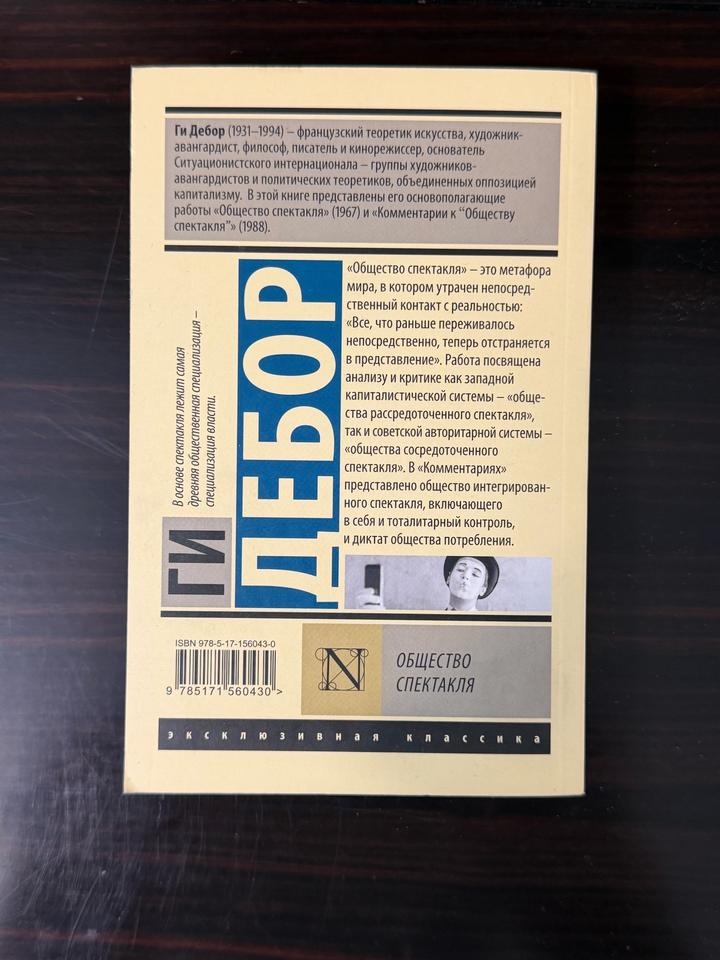 Ги Дебор (1931–1994) – французский теоретик искусства, художник-
авангардист, философ, писатель и кинорежиссер, основатель
Ситуационистского интернационала – группы художников-
авангардистов и политических теоретиков, объединенных оппозицией
капитализму. В этой книге представлены его основополагающие
работы «Общество спектакля» (1967) и «Комментарии к “Обществу
спектакля”» (1988).
В основе спектакля лежит самая
древняя общественная специализация –
специализация власти.
ГИ
ДЕБОР
«Общество спектакля» – это метафора
мира, в котором утрачен непосред-
ственный контакт с реальностью:
«Все, что раньше переживалось
непосредственно, теперь отстраняется
в представление». Работа посвящена
анализу и критике как западной
капиталистической системы – «обще-
ства рассредоточенного спектакля»,
так и советской авторитарной системы –
«общества сосредоточенного
спектакля». В «Комментариях»
представлено общество интегрирован-
ного спектакля, включающего
в себя и тоталитарный контроль,
и диктат общества потребления.
ISBN 978-5-17-156043-0
9 785171 560430 >
N
ОБЩЕСТВО
СПЕКТАКЛЯ
эксклюзивная классика